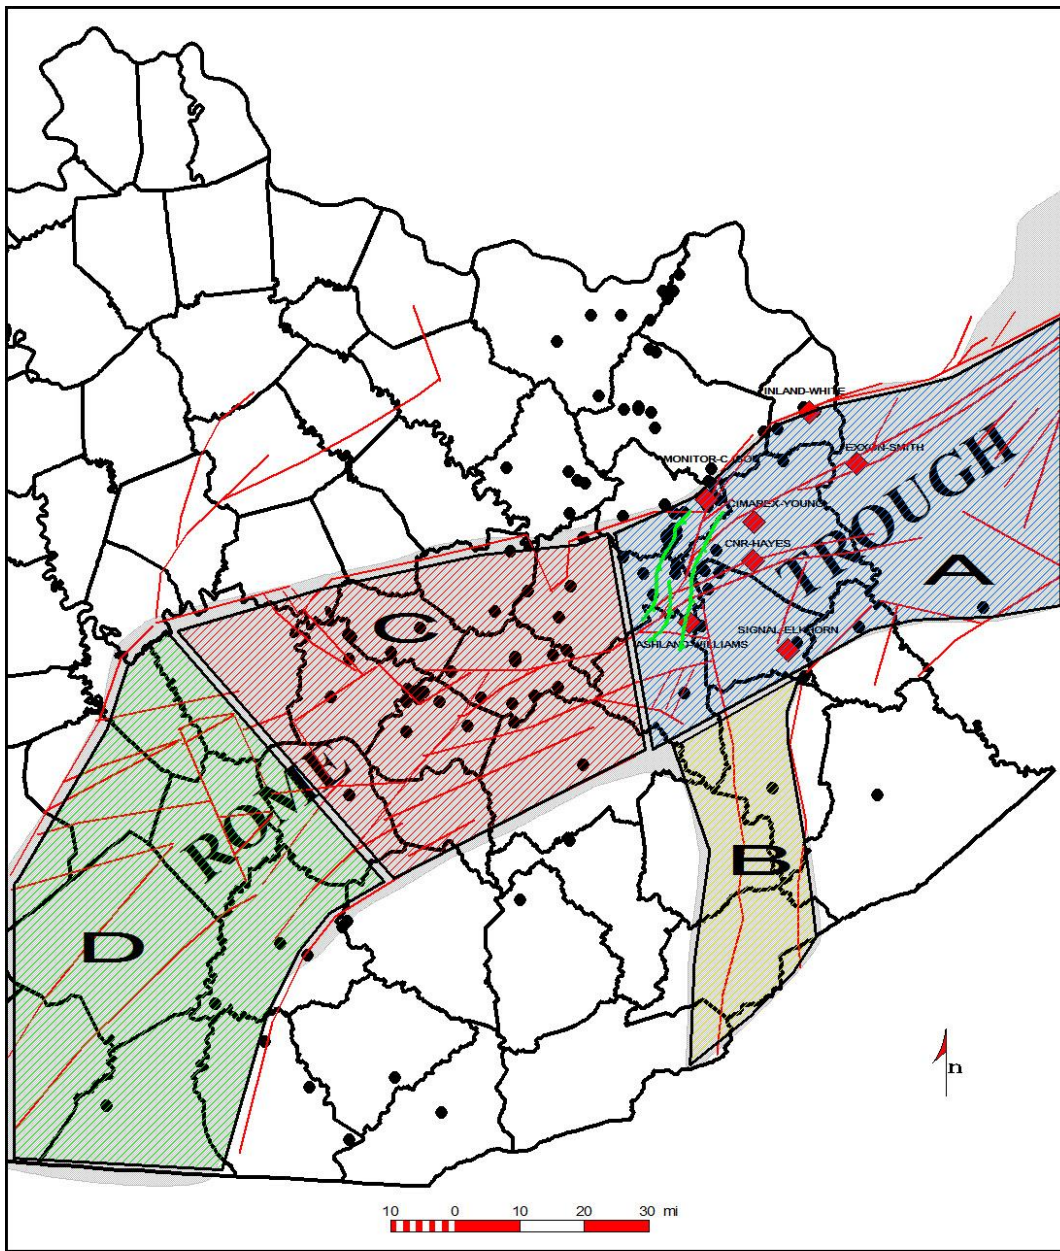 INLAND-WHITE
EXXON-SMITH
CIMAREX-YOUNG
CNR-HAYES
TROUGH
A
SIGNAL-ELKHORN
ASHLAND-WILLIAMS
C
ROME
B
D
n
10 0 10 20 30 mi